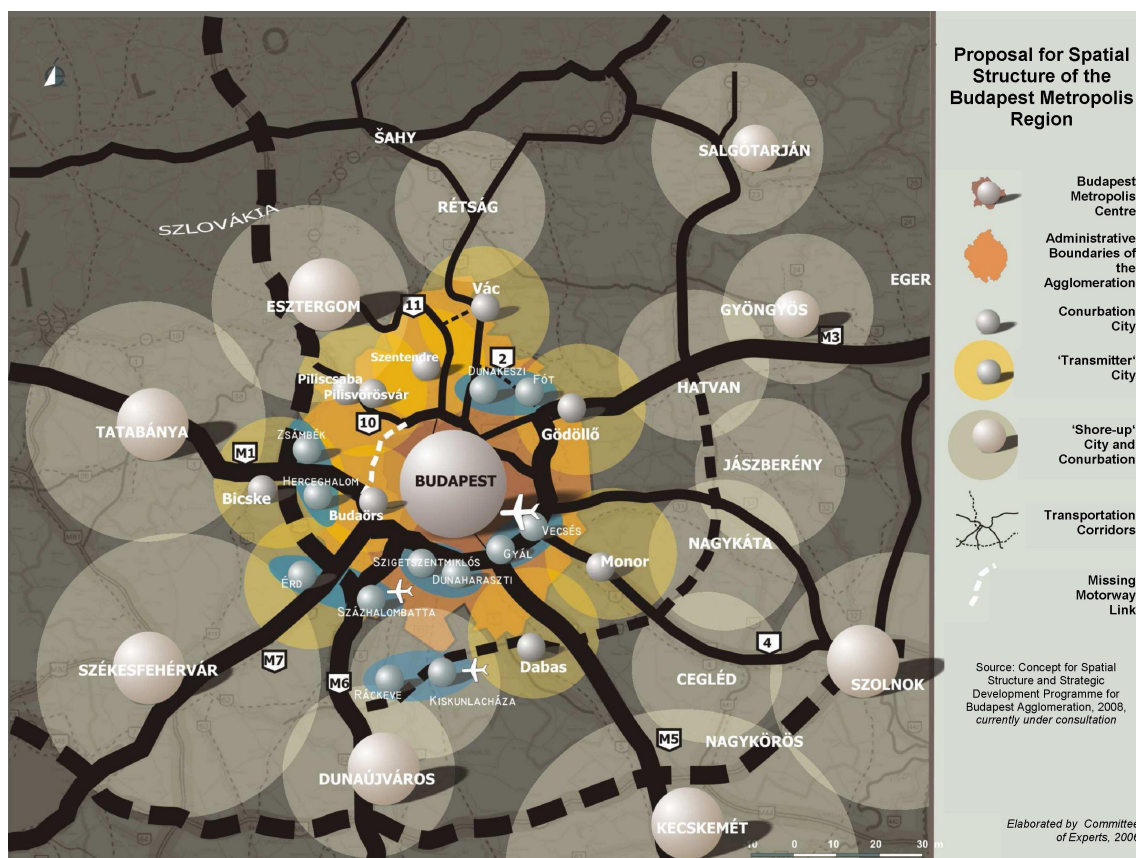 ŠAHY
SALGÓTARJÁN
RÉTSÁG
SZLOVÁKIA
Vác
EGER
ESZTERGOM
11
GYÖNGYÖS
M3
Szentendre
2
DUNAKESZI
FÓT
Piliscsaba
Pilisvörösvár
HATVAN
10
TATABÁNYA
ZSÁMBÉK
Gödöllő
M1
JÁSZBERÉNY
HERCEGHALOM
BUDAPEST
Bicske
Budaörs
VECSÉS
NAGYKÁTA
GYÁL
SZIGETSZENTMIKLÓS
Monor
DUNAHARASZTI
ÉRD
SZÁZHALOMBATTA
4
SZÉKESFEHÉRVÁR
M7
Dabas
CEGLÉD
M6
SZOLNOK
RÁCKEVE
KISKUNLACHÁZA
M5
NAGYKÖRÖS
DUNAÚJVÁROS
KECSKEMÉT
10 0 10 20 30
Proposal for Spatial
Structure of the
Budapest Metropolis
Region
Budapest
Metropolis
Centre
Administrative
Boundaries of
the
Agglomeration
Conurbation
City
'Transmitter'
City
'Shore-up'
City and
Conurbation
Transportation
Corridors
Missing
Motorway
Link
Source: Concept for Spatial
Structure and Strategic
Development Programme for
Budapest Agglomeration, 2008,
currently under consultation
Elaborated by Committee
of Experts, 2006